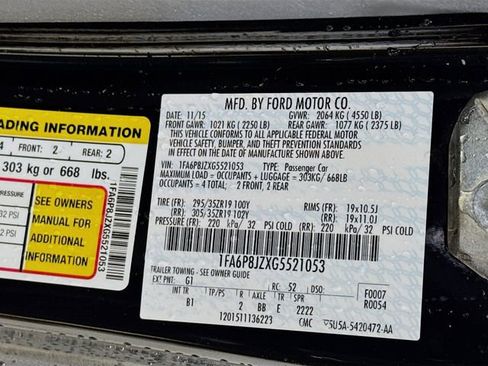 ADING INFORMATION
4 FRONT: 2 REAR: 2
303 kg or 668 lbs.
PRESSURE
32 PSI
32 PSI
SEE OWNERS
MANUAL FOR
ADDITIONAL
INFORMATION
1FA6P8JZXG5521053
MFD. BY FORD MOTOR CO.
11/15 GVWR: 2064 KG ( 4550 LB)
FRONT GAWR: 1021 KG ( 2250 LB) REAR GAWR: 1077 KG ( 2375 LB)
THIS VEHICLE CONFORMS TO ALL APPLICABLE FEDERAL MOTOR
VEHICLE SAFETY, BUMPER, AND THEFT PREVENTION STANDARDS
IN EFFECT ON THE DATE OF MANUFACTURE SHOWN ABOVE.
VIN: 1FA6P8JZXG5521053 TYPE: Passenger Car
MAXIMUM LOAD = OCCUPANTS + LUGGAGE = 303KG/ 668LB
OCCUPANTS = 4 TOTAL: 2 FRONT, 2 REAR
TIRE (FR): 295/35ZR19 100Y RIMS (FR): 19x10.5J
RR): 305/35ZR19 102Y (RR): 19x11.0J
PRESSURE (FR): 220 kPa/ 32 PSI COLD (RR): 220 kPa/ 32 PSI COLD
1FA6P8JZXG5521053
TRAILER TOWING - SEE OWNER GUIDE
EXT PNT: G1 RC: 52 DSO: F0007
INT TR TP/PS R AXLE TR SPR R0054
B1 2 BB E 2222
1201511136223 CMC 5U5A-5420472-AA